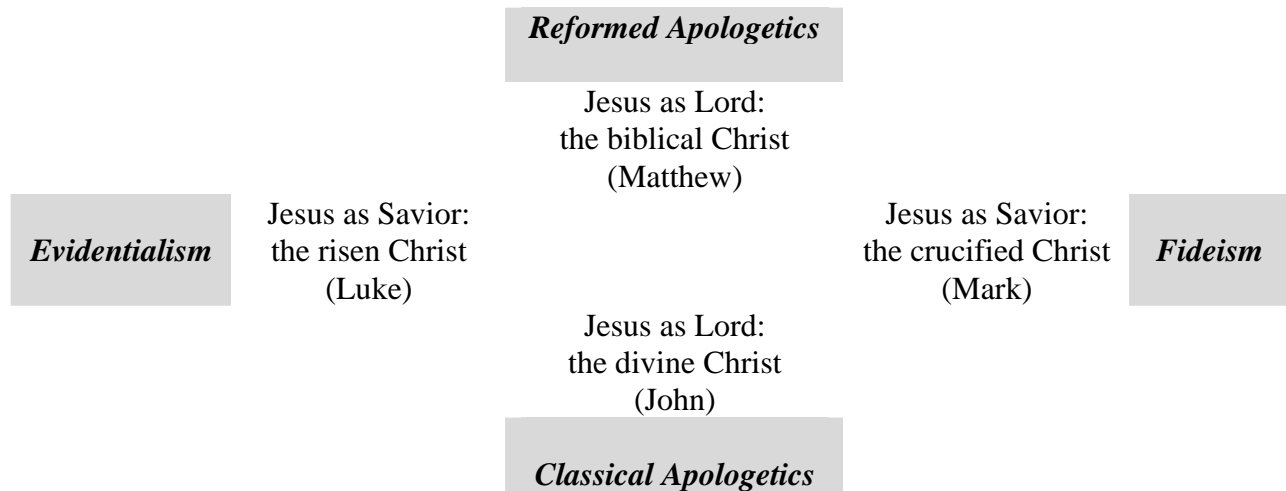 Reformed Apologetics
Jesus as Lord:
the biblical Christ
(Matthew)
Evidentialism
Jesus as Savior:
the risen Christ
(Luke)
Jesus as Savior:
the crucified Christ
(Mark)
Fideism
Jesus as Lord:
the divine Christ
(John)
Classical Apologetics